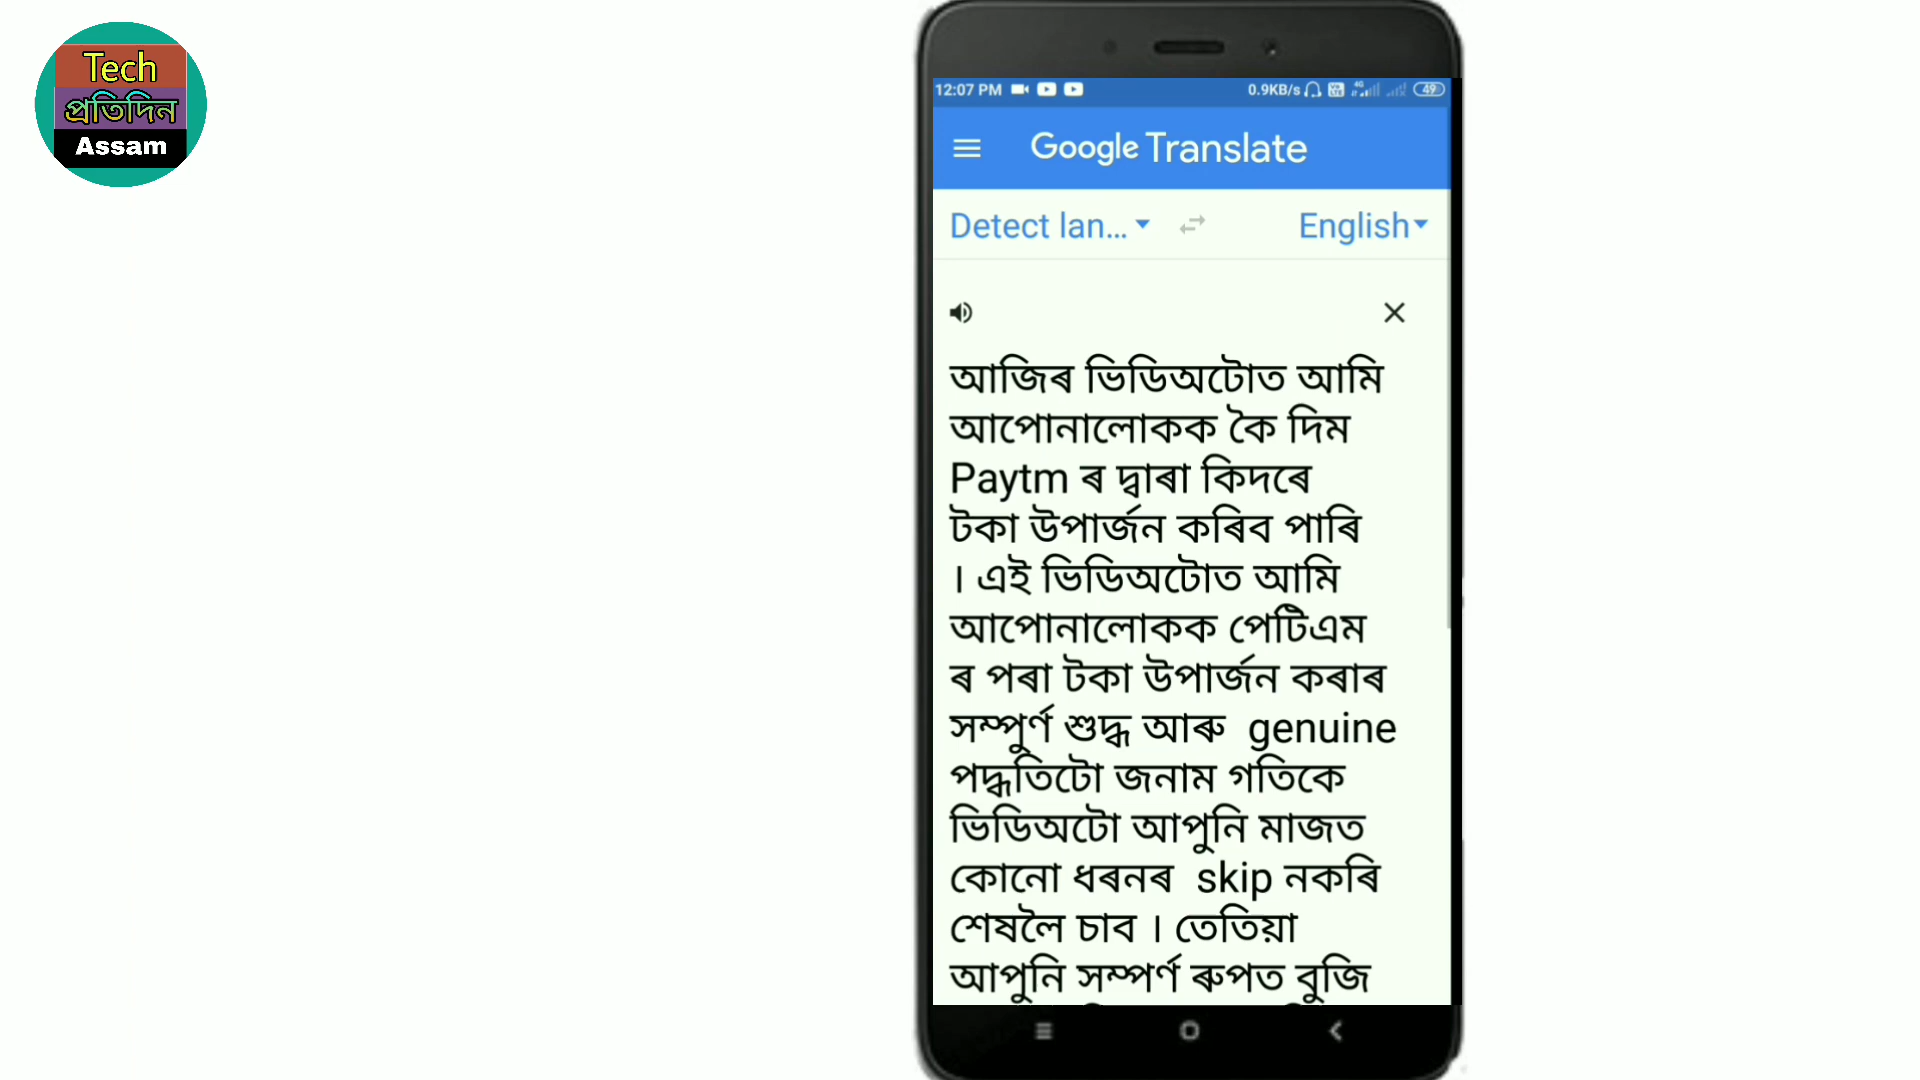 Tech
প্ৰতিদিন
Assam
12:07 PM 0.9KB/s 4G 49
Google Translate
Detect lan... English
আজিৰ ভিডিঅটোত আমি
আপোনালোকক কৈ দিম
Paytm ৰ দ্বাৰা কিদৰে
টকা উপাৰ্জন কৰিব পাৰি
। এই ভিডিঅটোত আমি
আপোনালোকক পেটিএম
ৰ পৰা টকা উপাৰ্জন কৰাৰ
সম্পুৰ্ণ শুদ্ধ আৰু genuine
পদ্ধতিটো জনাম গতিকে
ভিডিঅটো আপুনি মাজত
কোনো ধৰনৰ skip নকৰি
শেষলৈ চাব । তেতিয়া
আপুনি সম্পৰ্ণ ৰুপত বুজি